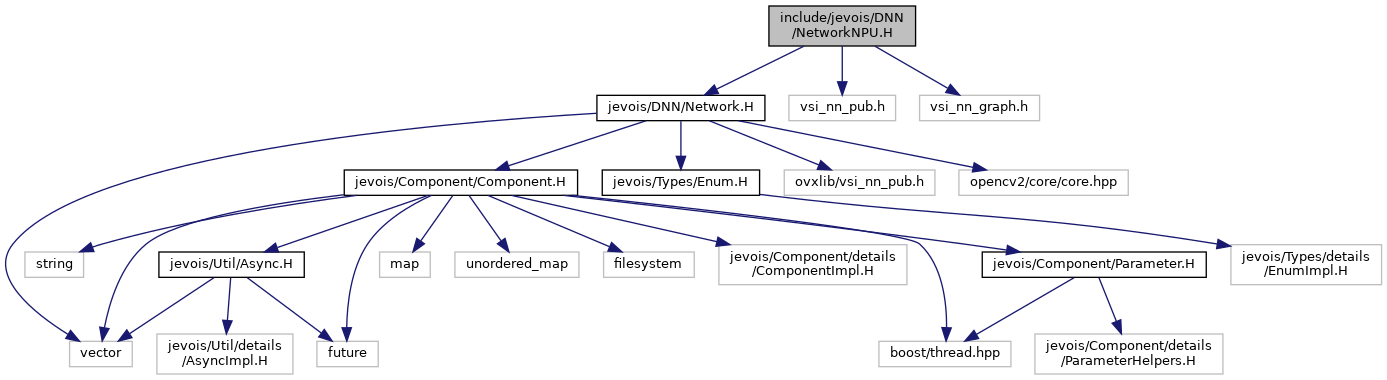 include/jevois/DNN
/NetworkNPU.H
jevois/DNN/Network.H
vsi_nn_pub.h
vsi_nn_graph.h
jevois/Component/Component.H
jevois/Types/Enum.H
ovxlib/vsi_nn_pub.h
opencv2/core/core.hpp
string
jevois/Util/Async.H
map
unordered_map
filesystem
jevois/Component/details
/ComponentImpl.H
jevois/Component/Parameter.H
jevois/Types/details
/EnumImpl.H
vector
jevois/Util/details
/AsyncImpl.H
future
boost/thread.hpp
jevois/Component/details
/ParameterHelpers.H